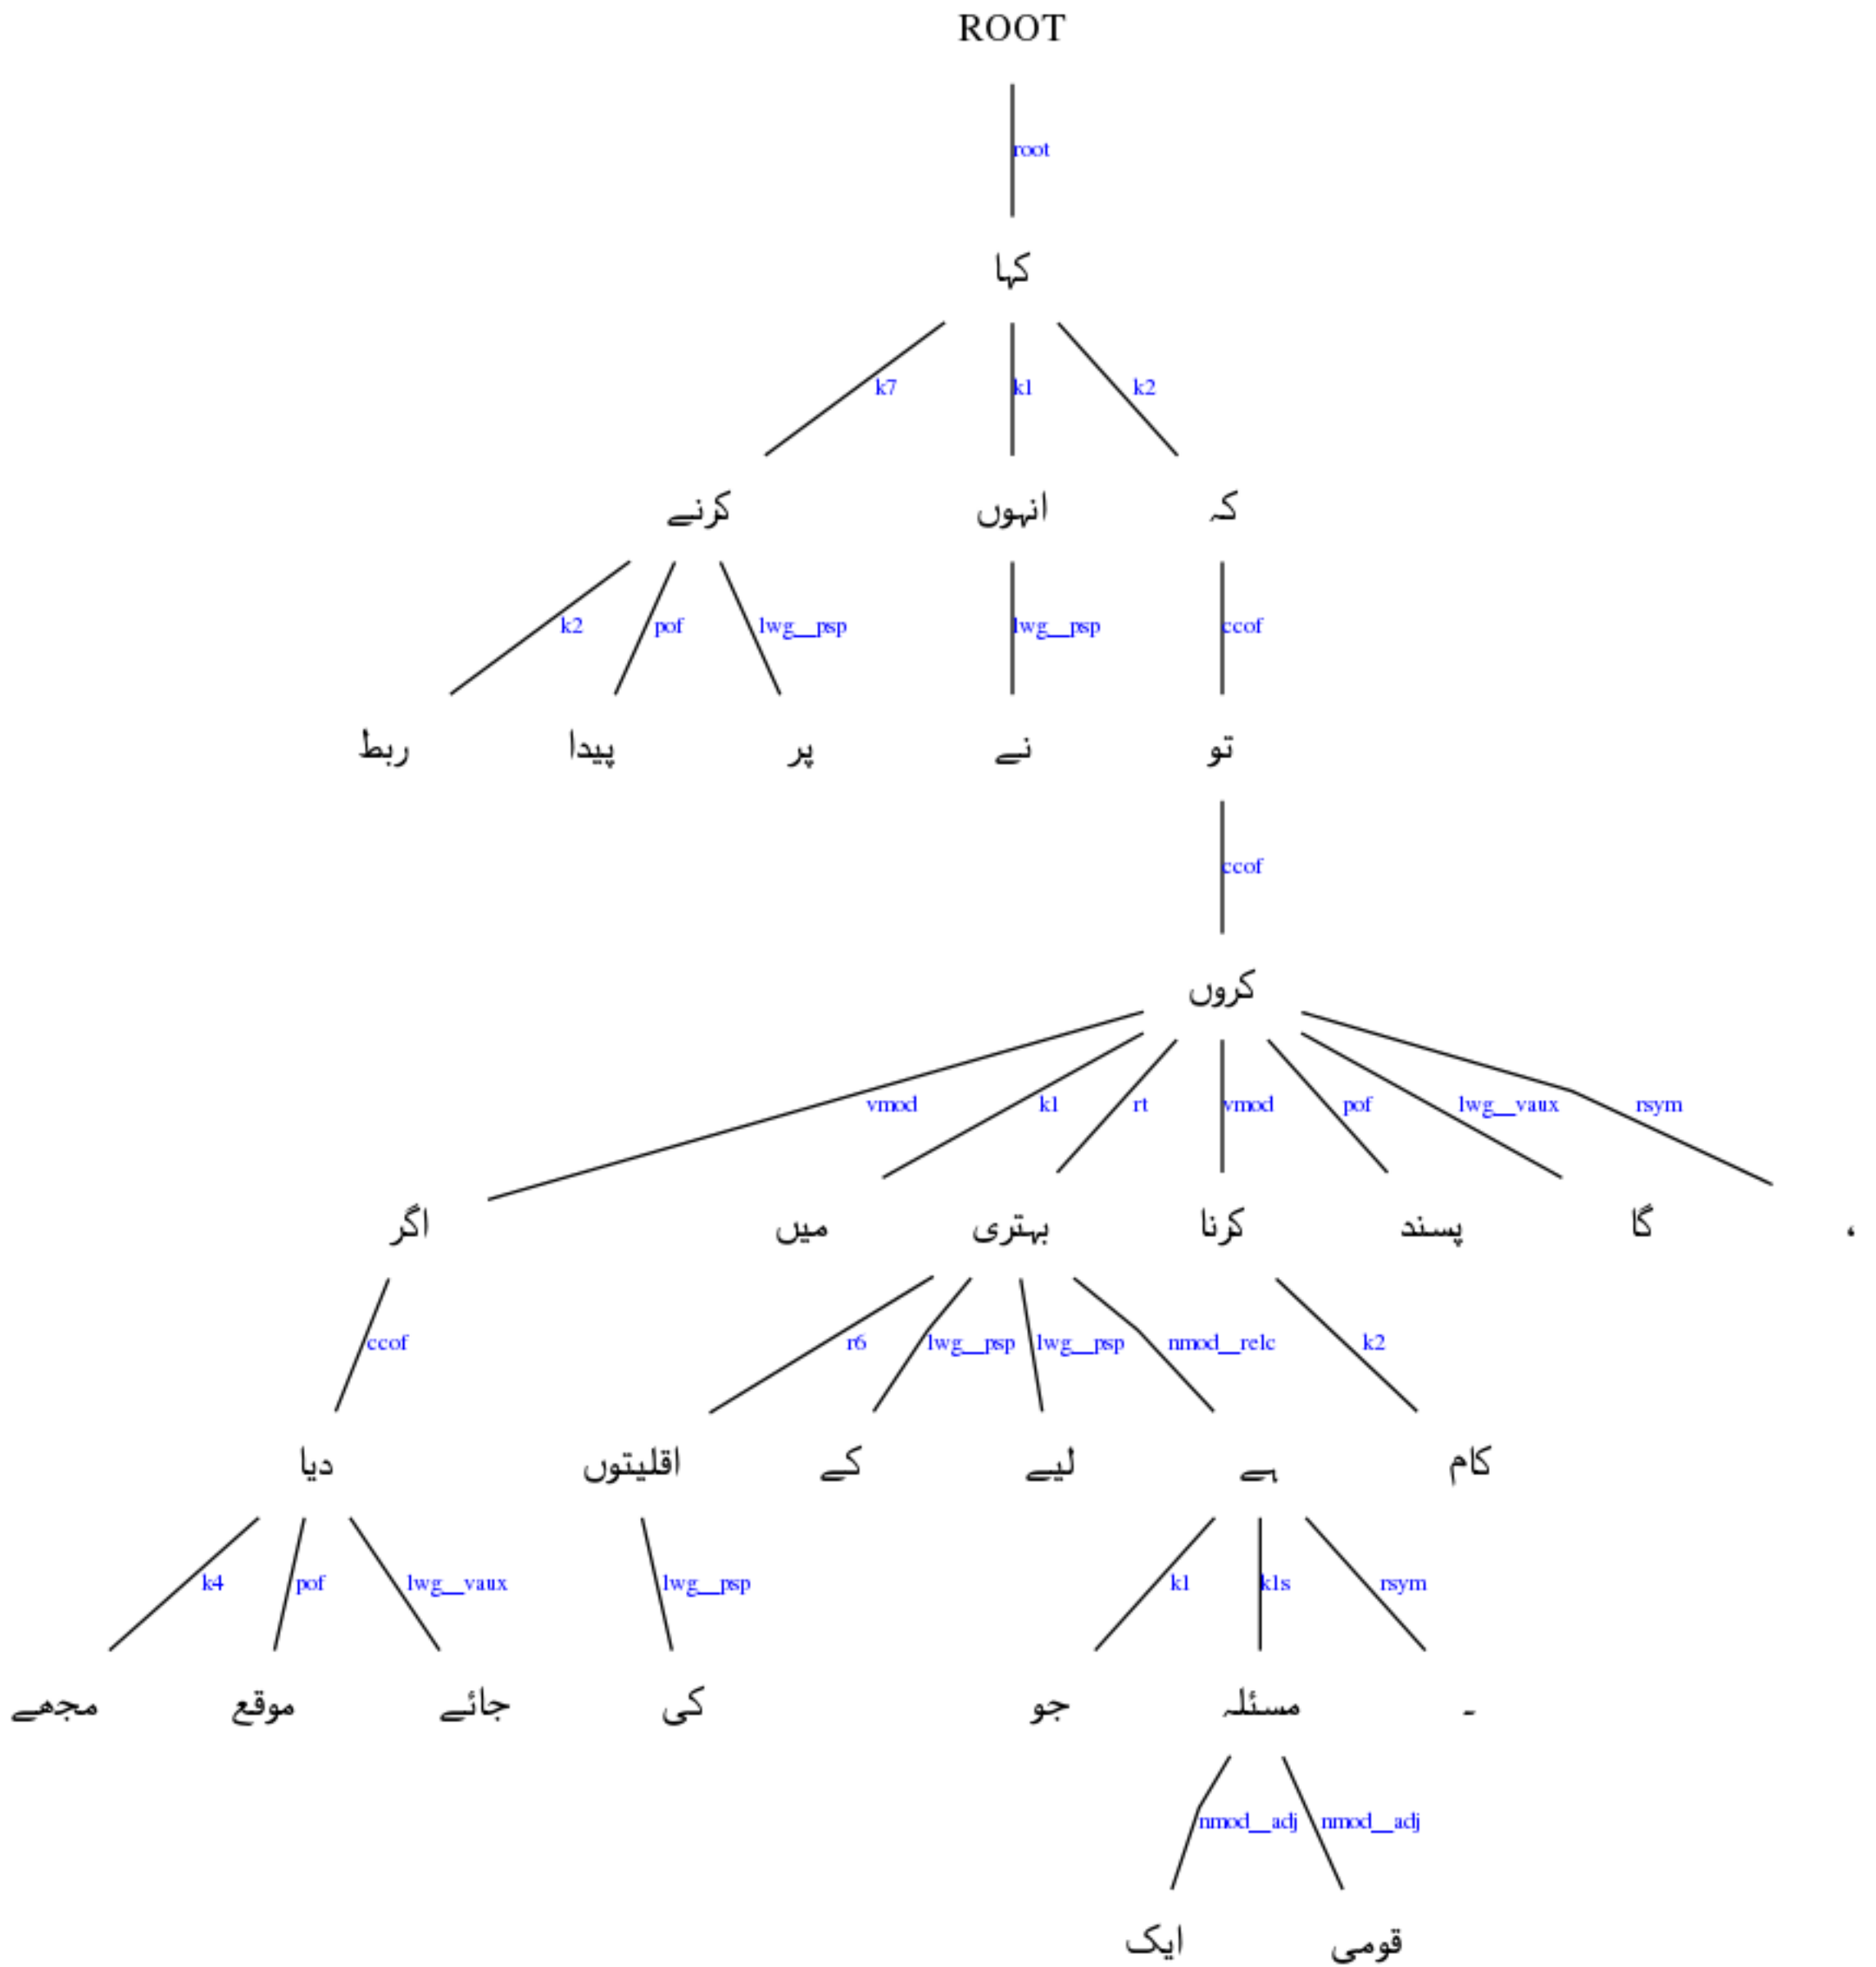 ROOT
root
کہا
k7 k1 k2
کرنے انہوں کہ
k2 pof lwg__psp lwg__psp ccof
ربط پیدا پر نے تو
ccof
کروں
vmod k1 rt vmod pof lwg__vaux rsym
اگر میں بہتری کرنا پسند گا ،
ccof r6 lwg__psp lwg__psp nmod__relc k2
دیا اقلیتوں کے لیے ہے کام
k4 pof lwg__vaux lwg__psp k1 k1s rsym
مجھے موقع جائے کی جو مسئلہ ۔
nmod__adj nmod__adj
ایک قومی